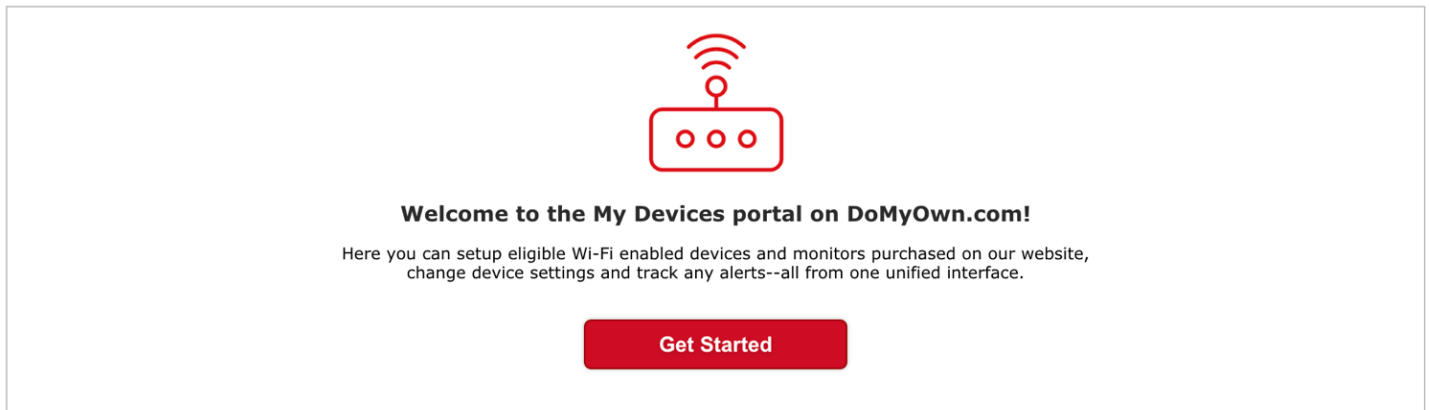 Welcome to the My Devices portal on DoMyOwn.com!
Here you can setup eligible Wi-Fi enabled devices and monitors purchased on our website,
change device settings and track any alerts--all from one unified interface.
Get Started